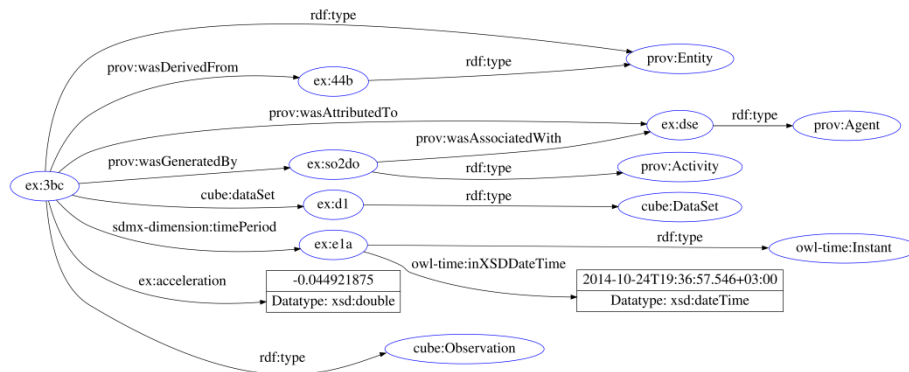 rdf:type
prov:Entity
prov:wasDerivedFrom
rdf:type
ex:44b
prov:wasAttributedTo
ex:dse
rdf:type
prov:Agent
prov:wasAssociatedWith
prov:wasGeneratedBy
ex:so2do
rdf:type
prov:Activity
ex:3bc
cube:dataSet
ex:d1
rdf:type
cube:DataSet
sdmx-dimension:timePeriod
ex:e1a
rdf:type
owl-time:Instant
owl-time:inXSDDateTime
ex:acceleration
-0.044921875
Datatype: xsd:double
2014-10-24T19:36:57.546+03:00
Datatype: xsd:dateTime
rdf:type
cube:Observation